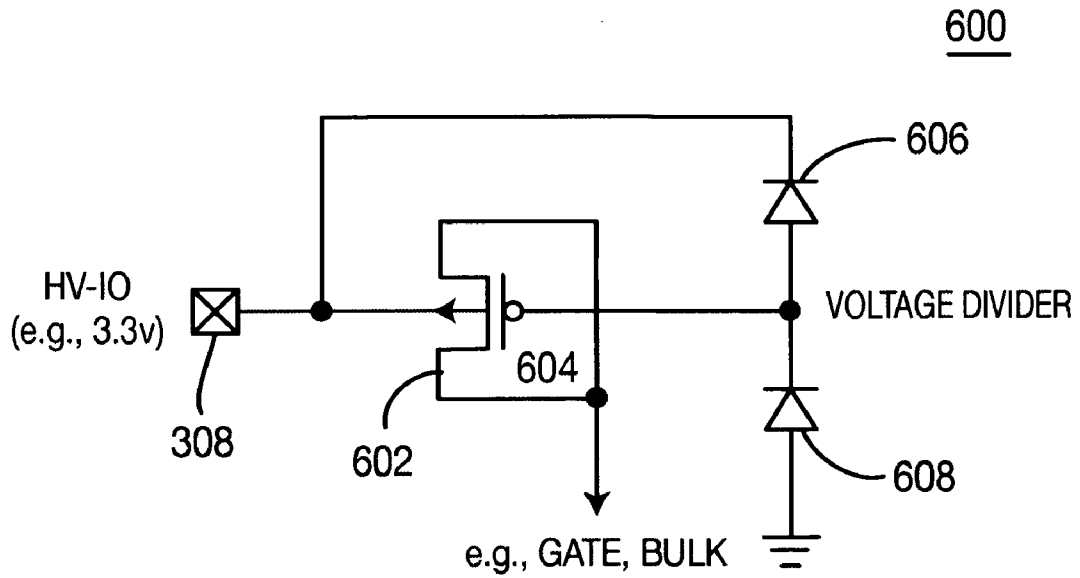 600
606
HV-IO
(e.g., 3.3v)
VOLTAGE DIVIDER
604
308
602
608
e.g., GATE, BULK